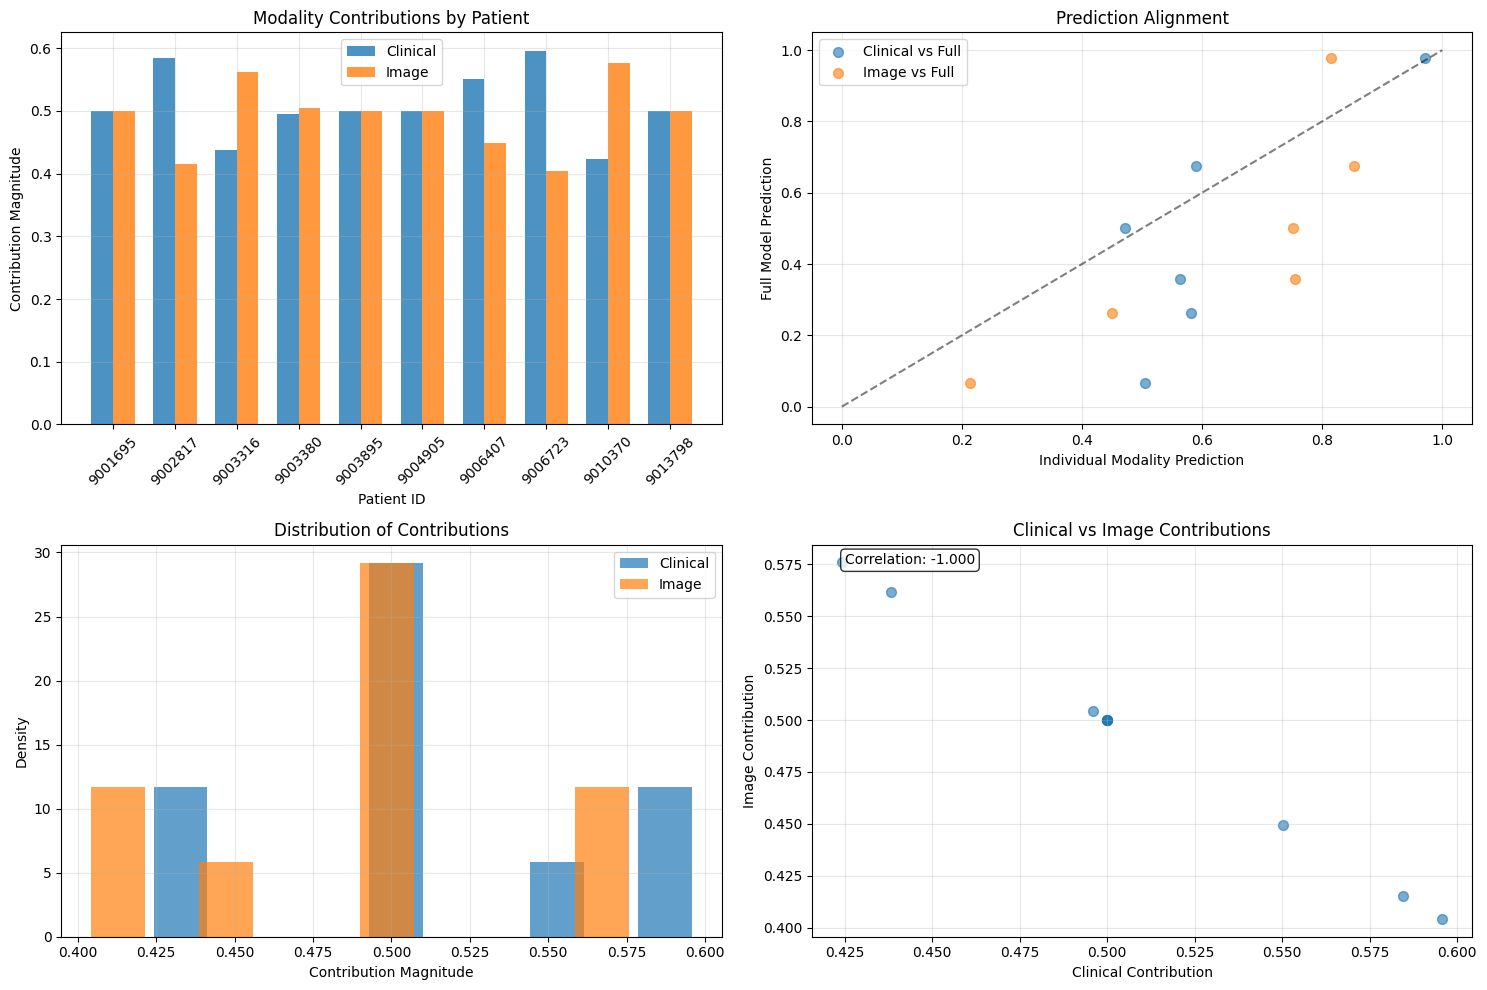 Modality Contributions by Patient
Clinical
Image
Contribution Magnitude
0.6
0.5
0.4
0.3
0.2
0.1
0.0
9001695 9002817 9003316 9003380 9003895 9004905 9006407 9006723 9010370 9013798
Patient ID
Prediction Alignment
Clinical vs Full
Image vs Full
Full Model Prediction
1.0
0.8
0.6
0.4
0.2
0.0
0.0 0.2 0.4 0.6 0.8 1.0
Individual Modality Prediction
Distribution of Contributions
Clinical
Image
Density
30
25
20
15
10
5
0
0.400 0.425 0.450 0.475 0.500 0.525 0.550 0.575 0.600
Contribution Magnitude
Clinical vs Image Contributions
Correlation: -1.000
Image Contribution
0.575
0.550
0.525
0.500
0.475
0.450
0.425
0.400
0.425 0.450 0.475 0.500 0.525 0.550 0.575 0.600
Clinical Contribution